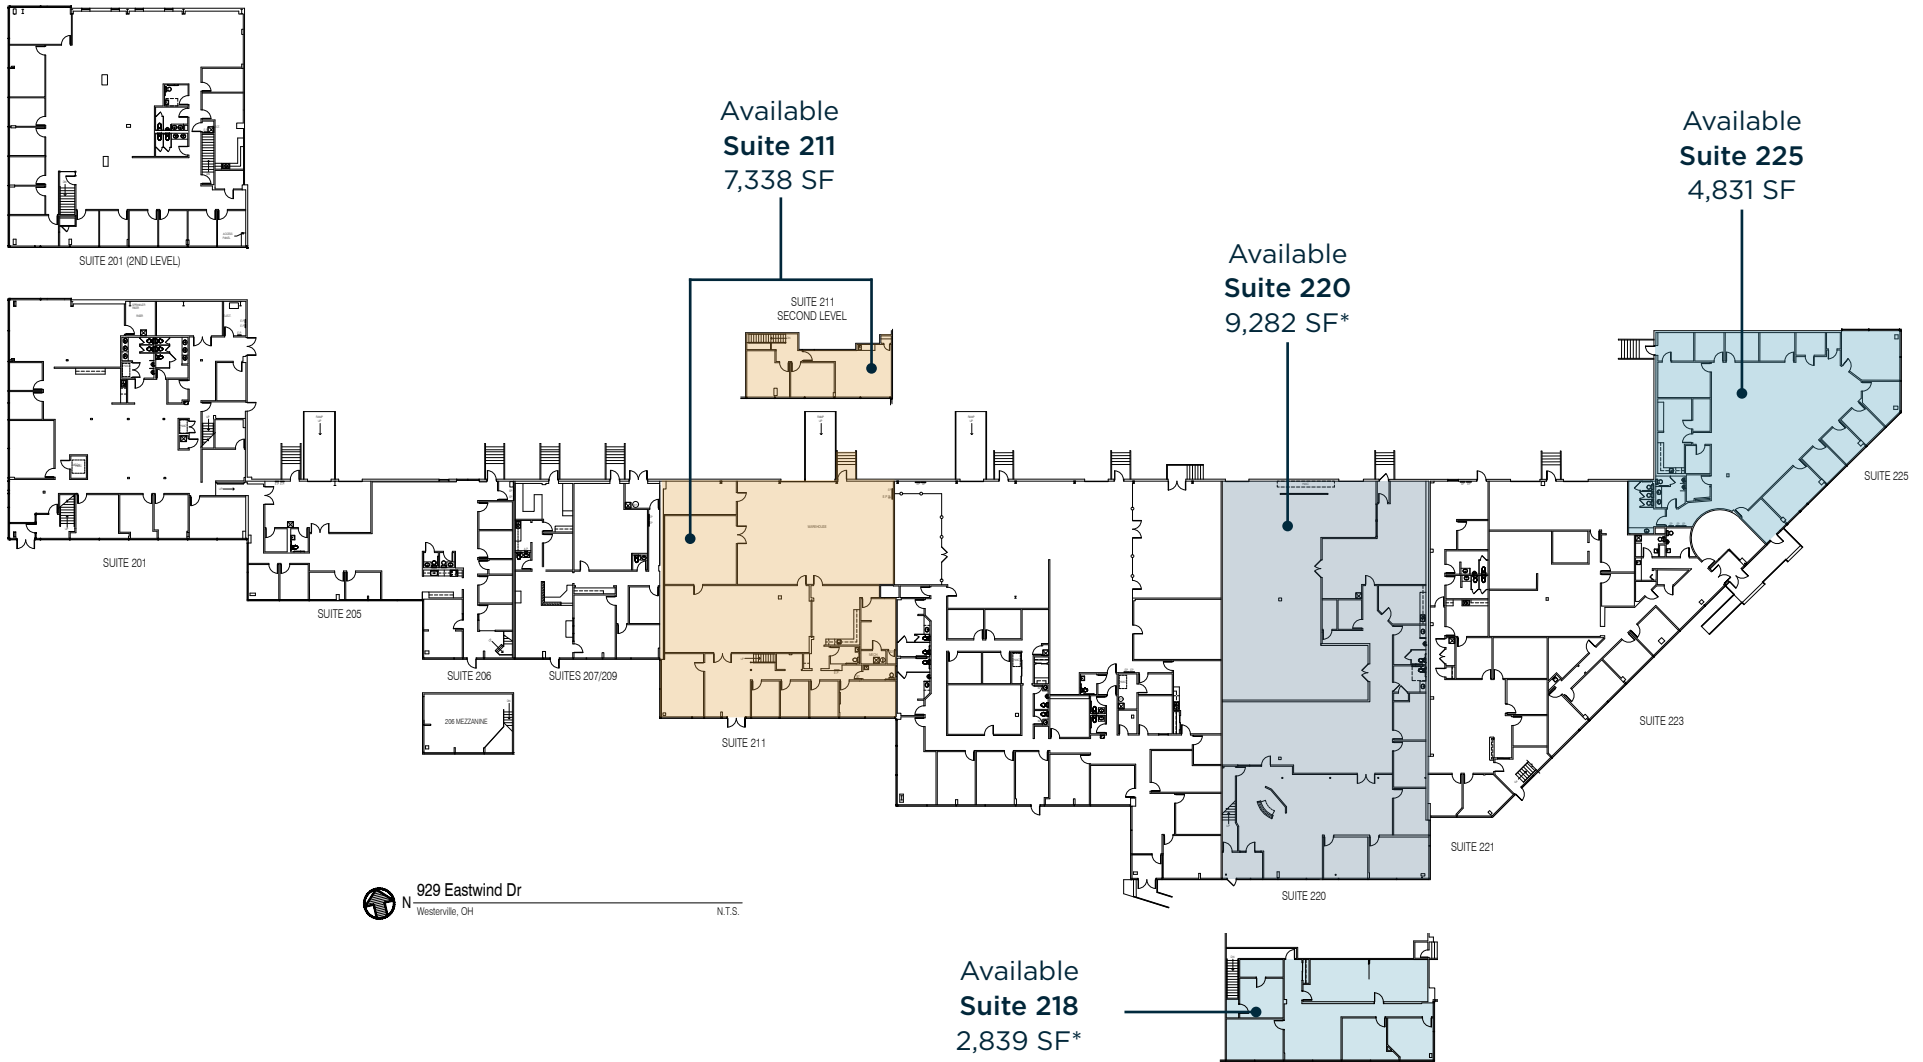 Available
Suite 211
7,338 SF
Available
Suite 225
4,831 SF
Available
Suite 220
9,282 SF*
SUITE 201 (2ND LEVEL)
SUITE 211
SECOND LEVEL
SUITE 225
SUITE 201
SUITE 205
SUITE 206
SUITES 207/209
206 MEZZANINE
SUITE 211
SUITE 223
SUITE 221
SUITE 220
N
929 Eastwind Dr
Westerville, OH
N.T.S.
Available
Suite 218
2,839 SF*